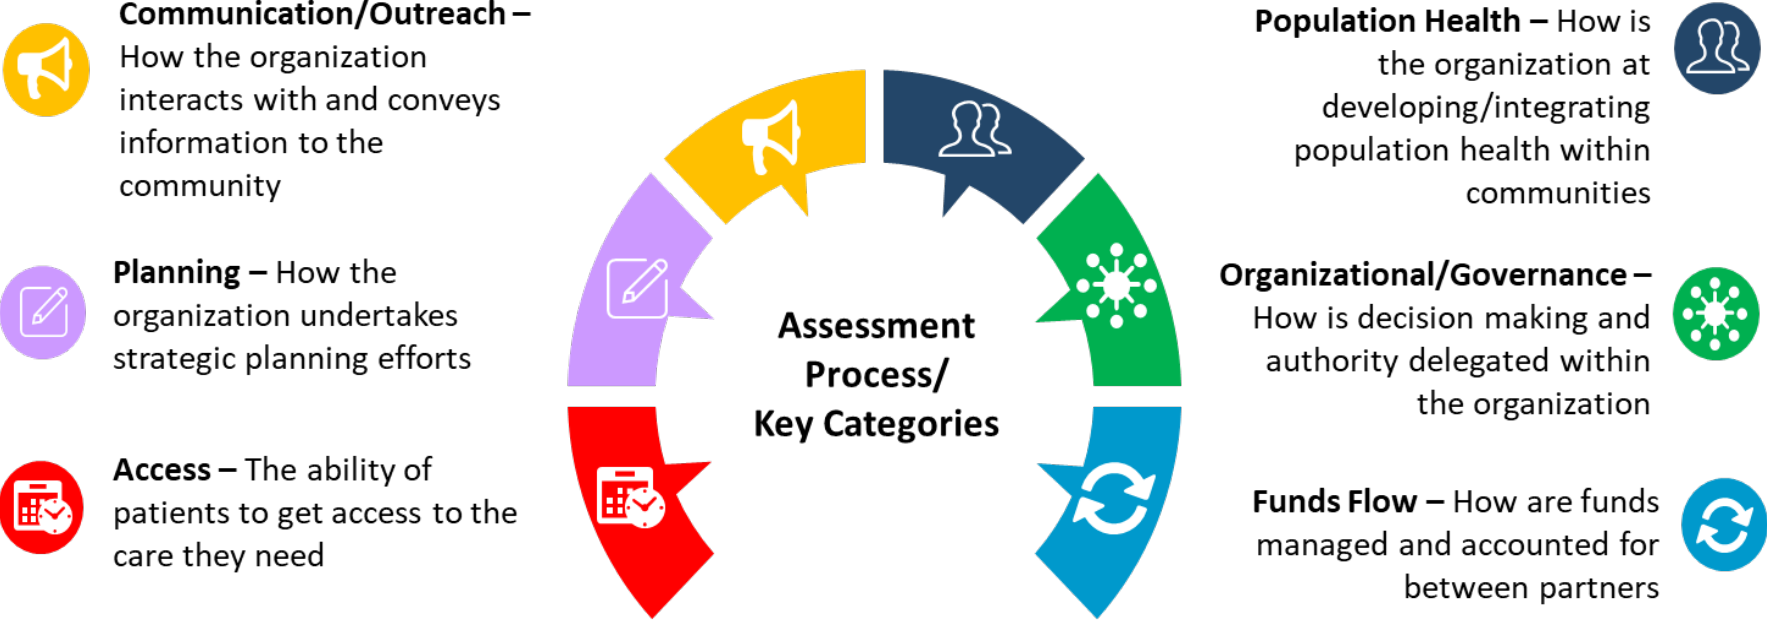 Communication/Outreach –
How the organization
interacts with and conveys
information to the
community
Planning – How the
organization undertakes
strategic planning efforts
Access – The ability of
patients to get access to the
care they need
Assessment
Process/
Key Categories
Population Health – How is
the organization at
developing/integrating
population health within
communities
Organizational/Governance –
How is decision making and
authority delegated within
the organization
Funds Flow – How are funds
managed and accounted for
between partners